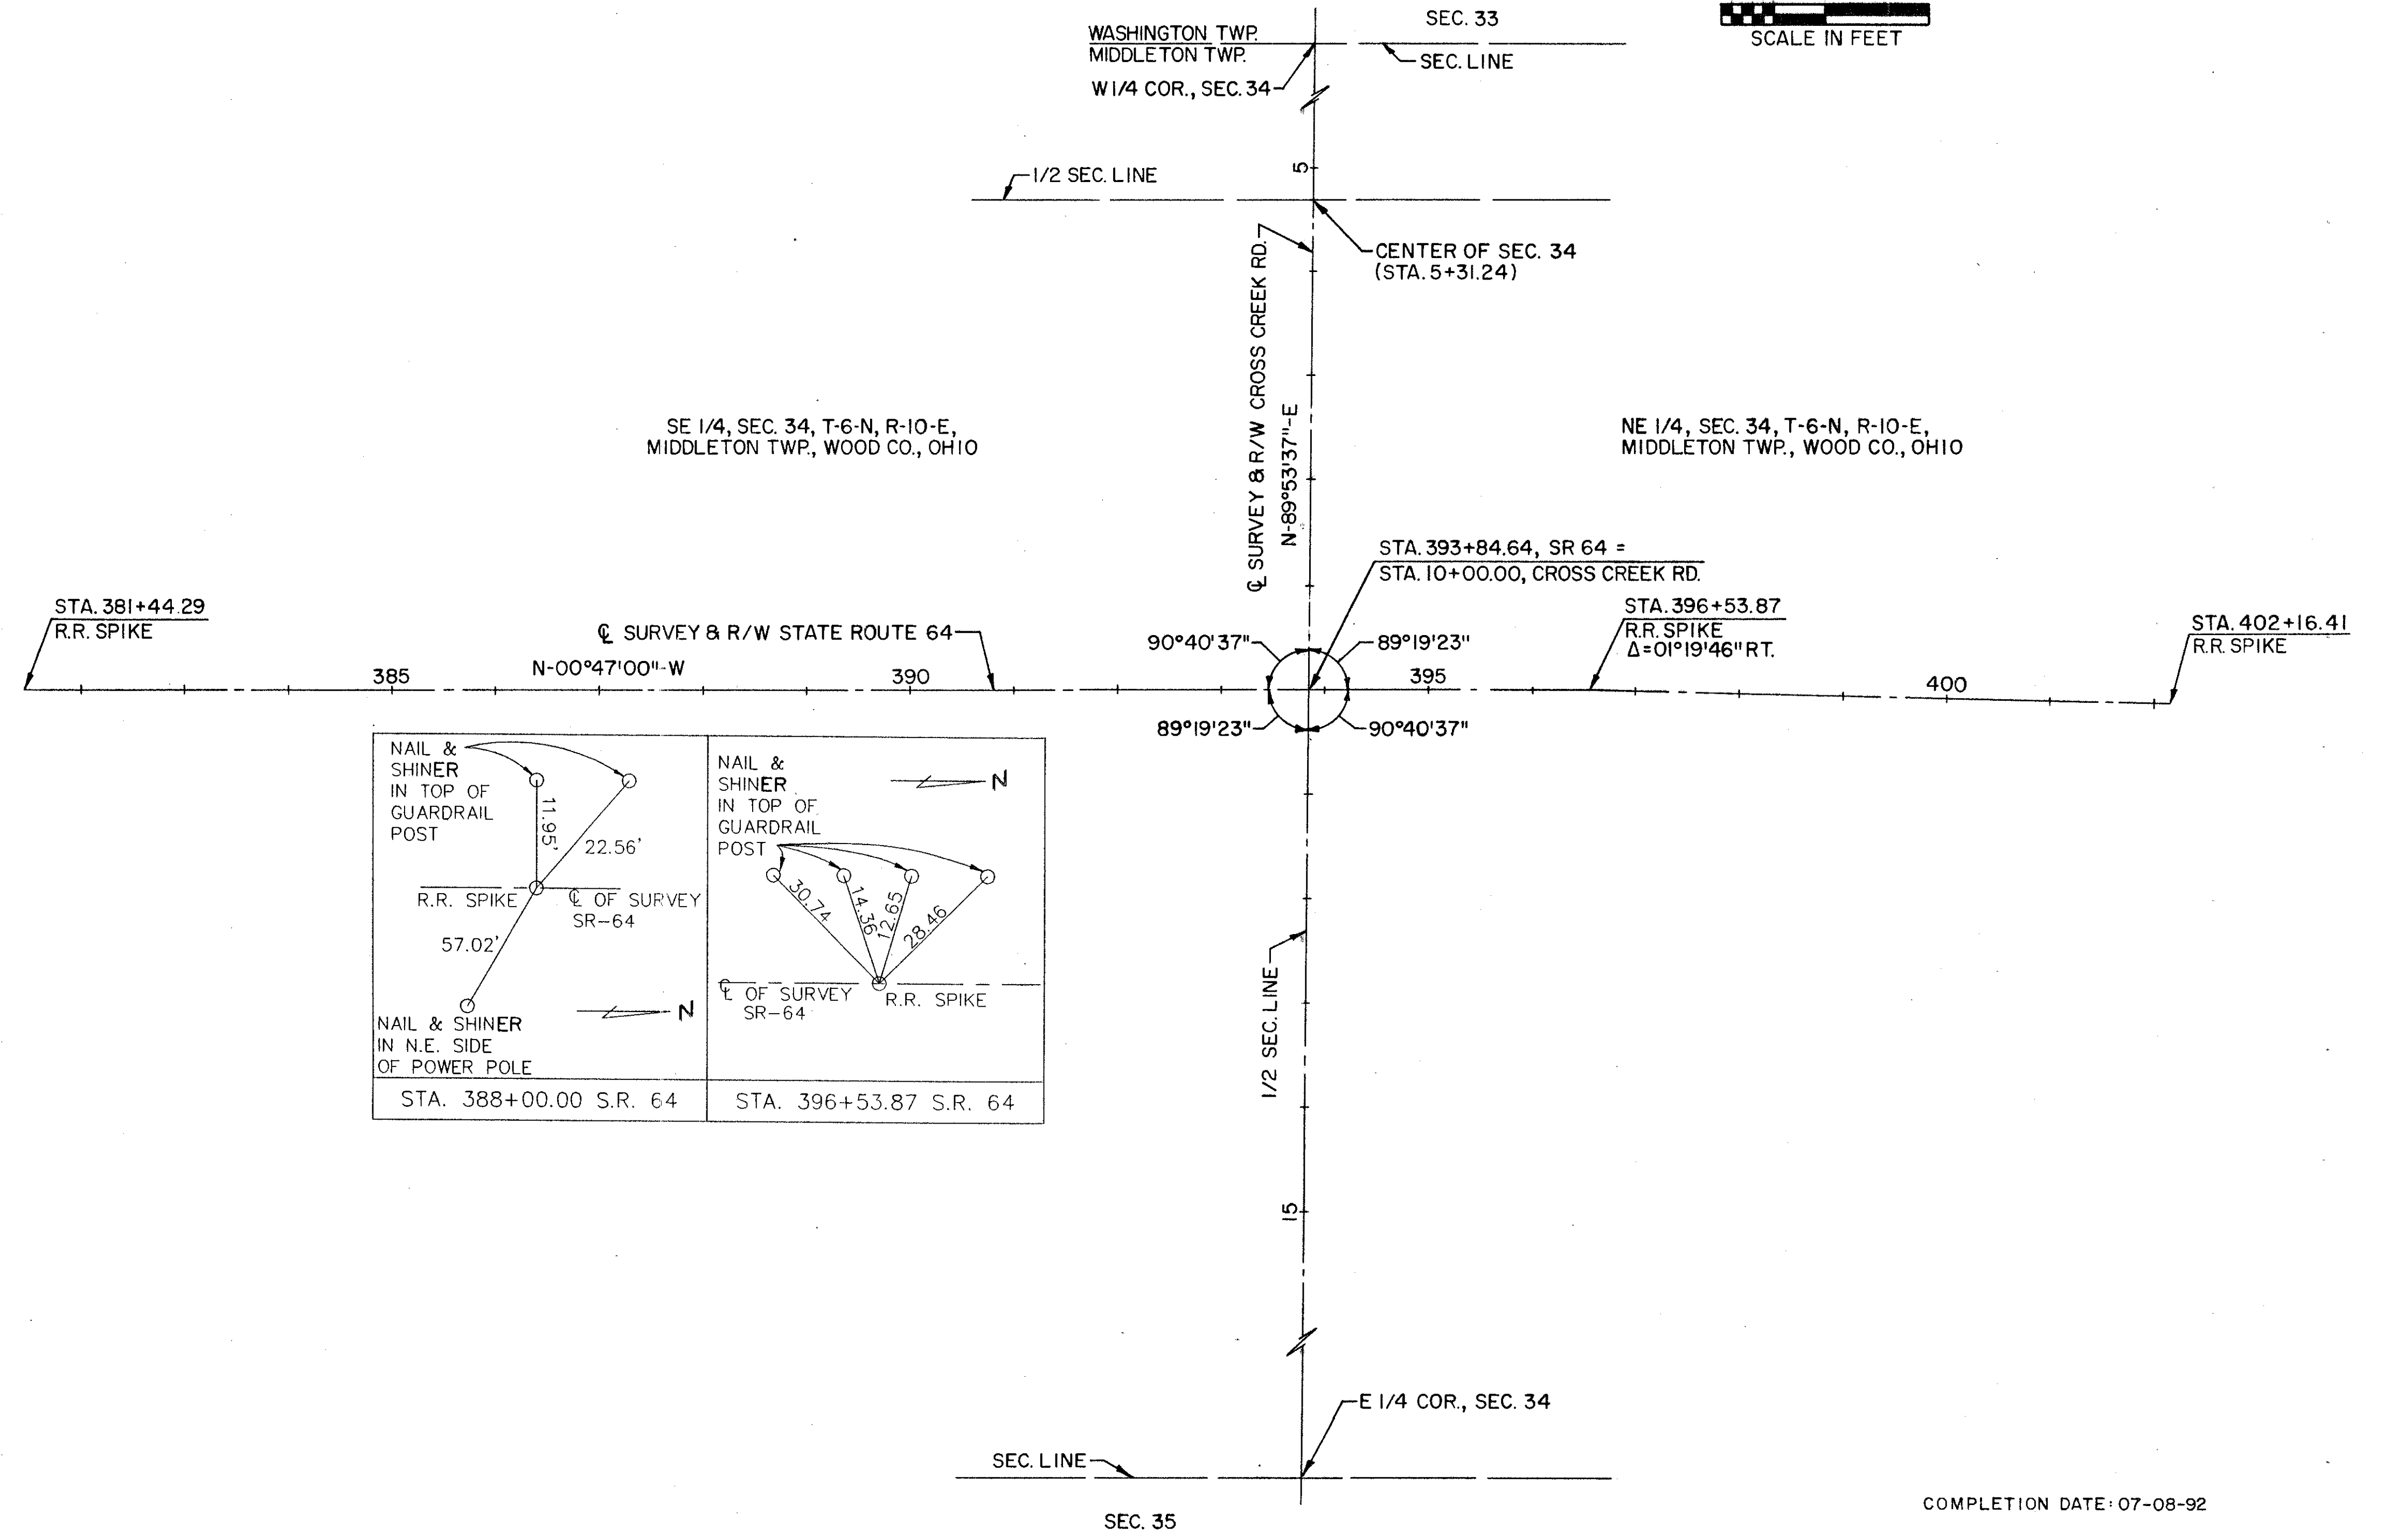 SEC. 33
WASHINGTON TWP.
MIDDLETON TWP.
SCALE IN FEET
SEC. LINE
W 1/4 COR., SEC. 34
5
1/2 SEC. LINE
CENTER OF SEC. 34
(STA. 5+31.24)
℄ SURVEY & R/W CROSS CREEK RD.
N-89°53'37"-E
SE 1/4, SEC. 34, T-6-N, R-10-E,
MIDDLETON TWP., WOOD CO., OHIO
NE 1/4, SEC. 34, T-6-N, R-10-E,
MIDDLETON TWP., WOOD CO., OHIO
STA. 393+84.64, SR 64 =
STA. 10+00.00, CROSS CREEK RD.
STA. 381+44.29
R.R. SPIKE
℄ SURVEY & R/W STATE ROUTE 64
N-00°47'00"-W
STA. 396+53.87
R.R. SPIKE
Δ=01°19'46" RT.
STA. 402+16.41
R.R. SPIKE
90°40'37"
89°19'23"
385
390
395
400
89°19'23"
90°40'37"
NAIL &
SHINER
IN TOP OF
GUARDRAIL
POST
11.95'
22.56'
R.R. SPIKE
℄ OF SURVEY
SR-64
57.02'
NAIL & SHINER
IN N.E. SIDE
OF POWER POLE
N
STA. 388+00.00 S.R. 64
NAIL &
SHINER
IN TOP OF
GUARDRAIL
POST
N
30.74
14.36
12.65
28.46
℄ OF SURVEY
SR-64
R.R. SPIKE
STA. 396+53.87 S.R. 64
1/2 SEC. LINE
15
E 1/4 COR., SEC. 34
SEC. LINE
SEC. 35
COMPLETION DATE: 07-08-92